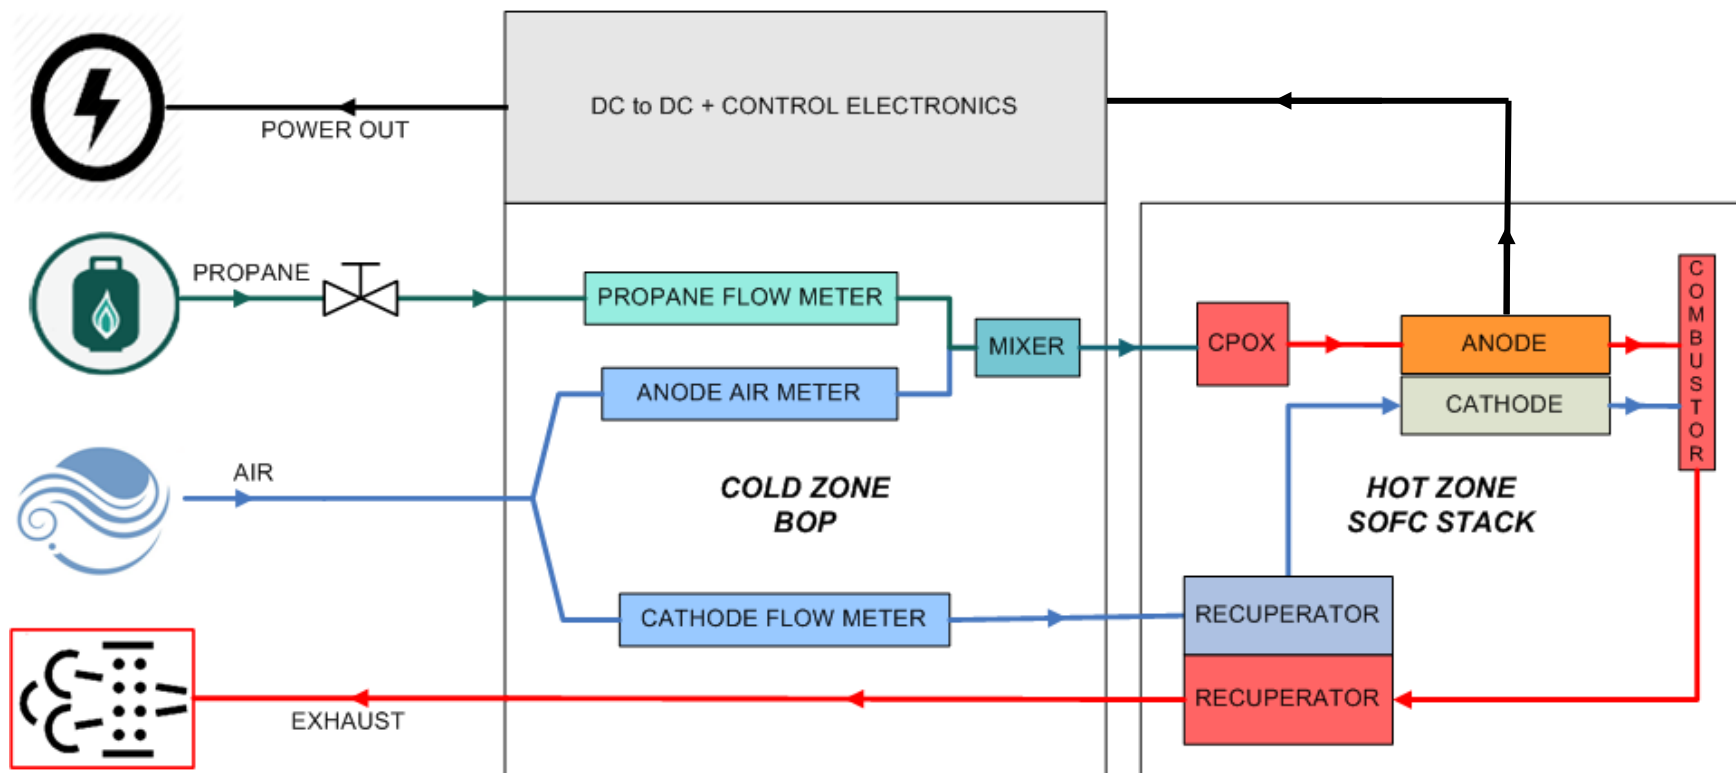 DC to DC + CONTROL ELECTRONICS
POWER OUT
PROPANE
PROPANE FLOW METER
MIXER
CPOX
ANODE
COMBUSTOR
ANODE AIR METER
CATHODE
AIR
COLD ZONE
BOP
HOT ZONE
SOFC STACK
CATHODE FLOW METER
RECUPERATOR
RECUPERATOR
EXHAUST